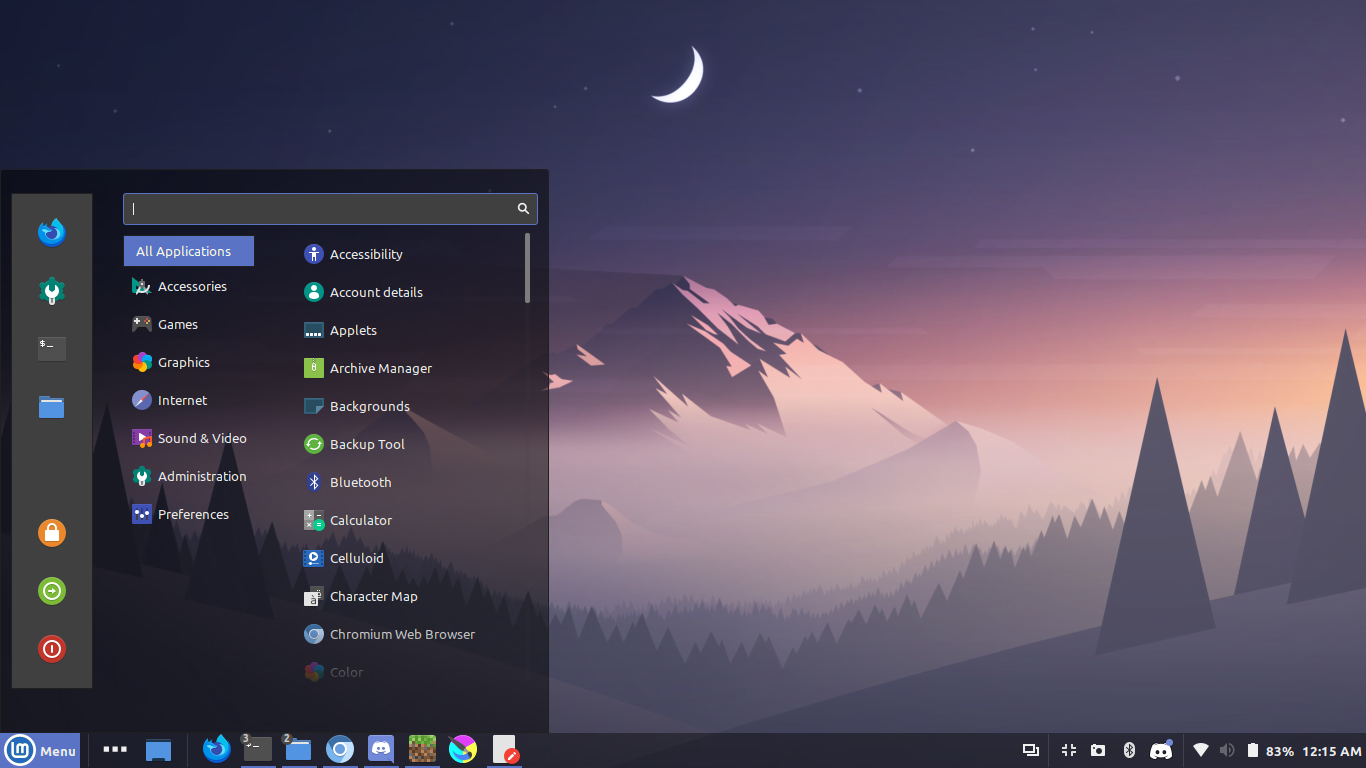 All Applications
Accessories
Games
Graphics
Internet
Sound & Video
Administration
Preferences
Accessibility
Account details
Applets
Archive Manager
Backgrounds
Backup Tool
Bluetooth
Calculator
Celluloid
Character Map
Chromium Web Browser
Color
Menu
3
2
83%
12:15 AM